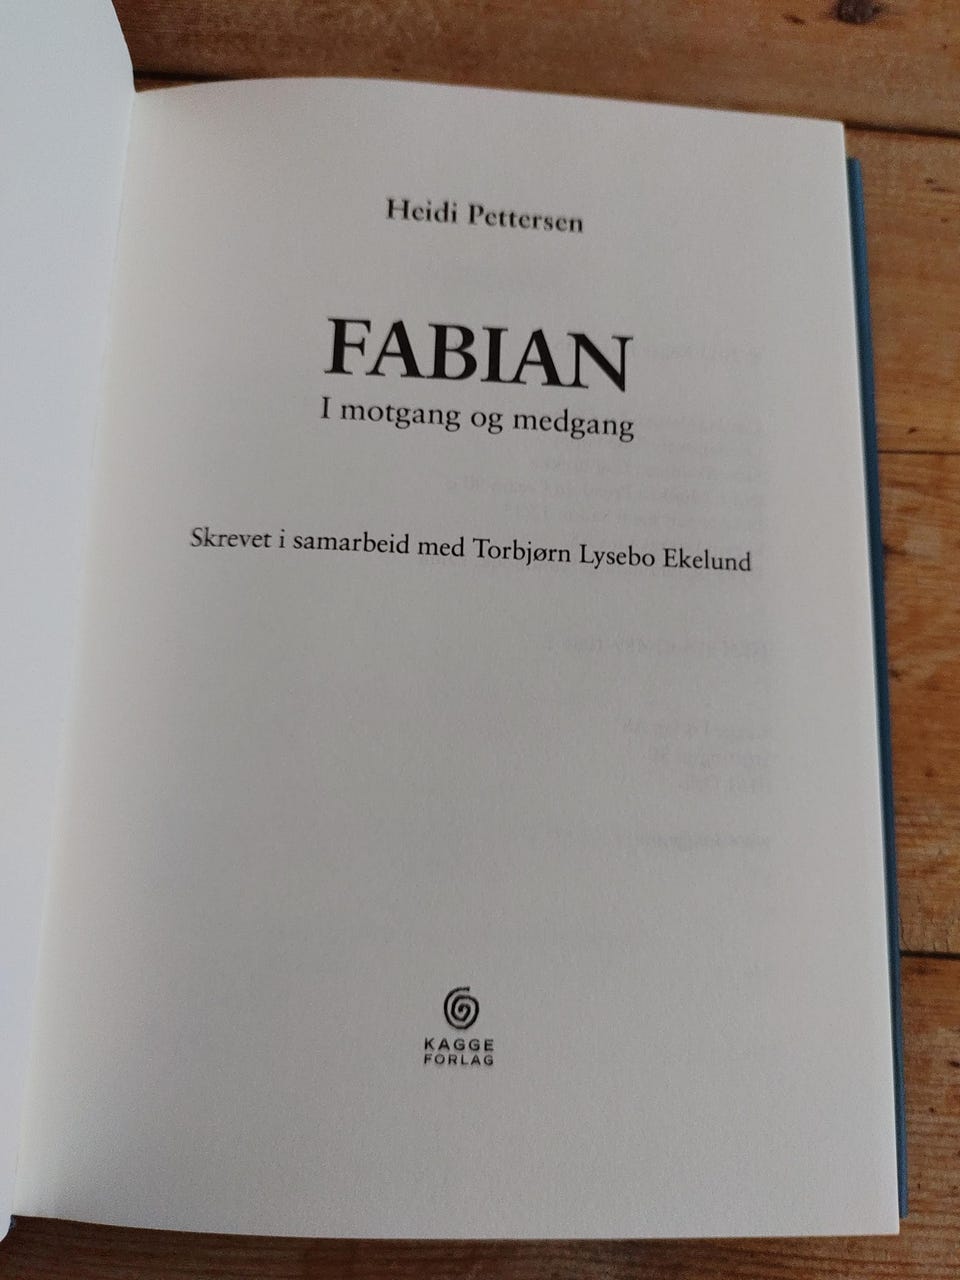 Heidi Pettersen
FABIAN
I motgang og medgang
Skrevet i samarbeid med Torbjørn Lysebo Ekelund
KAGGE
FORLAG